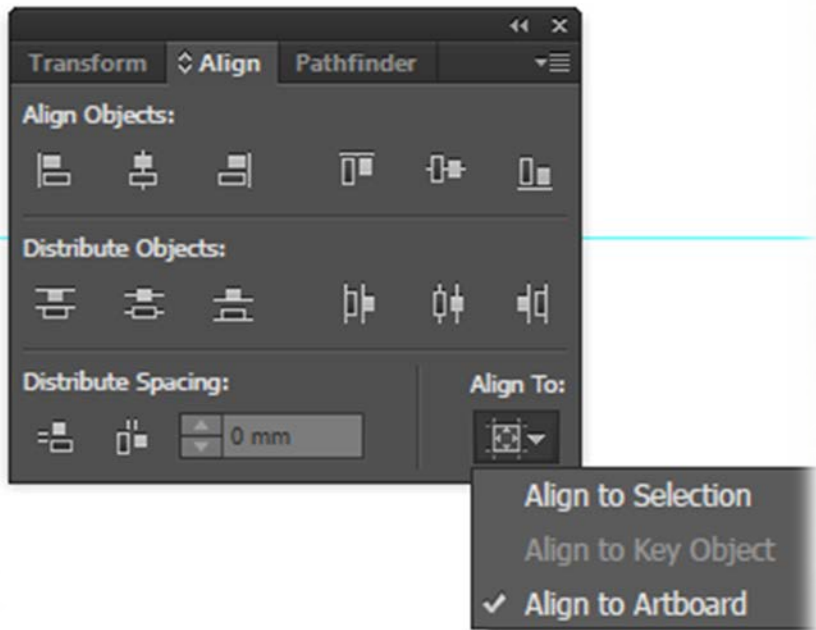 Transform Align Pathfinder
Align Objects:
Distribute Objects:
Distribute Spacing: Align To:
0 mm
Align to Selection
Align to Key Object
Align to Artboard